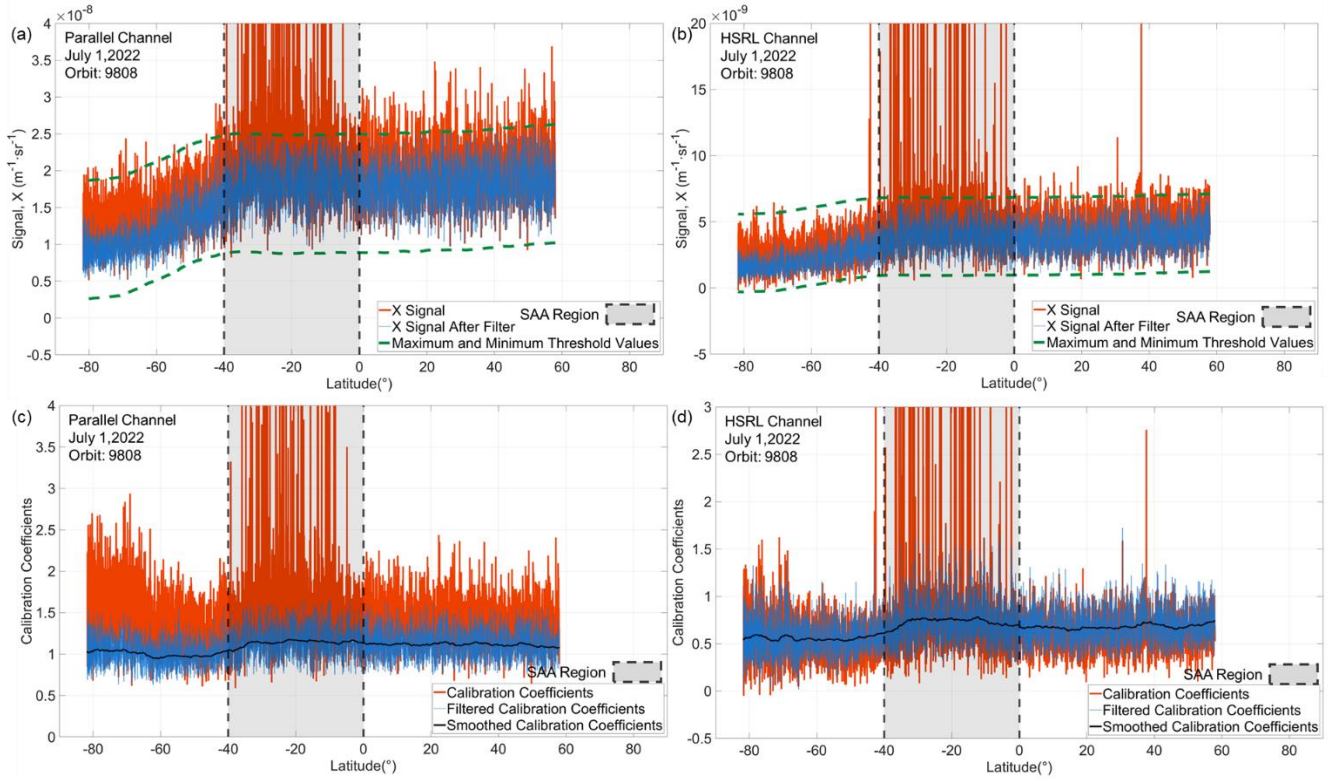 (a)
×10⁻⁸
Parallel Channel
July 1,2022
Orbit: 9808
4
3.5
3
2.5
2
1.5
1
0.5
0
-0.5
Signal, X (m⁻¹·sr⁻¹)
X Signal
X Signal After Filter
Maximum and Minimum Threshold Values
SAA Region
-80 -60 -40 -20 0 20 40 60 80
Latitude(°)
(b)
×10⁻⁹
HSRL Channel
July 1,2022
Orbit: 9808
20
15
10
5
0
-5
Signal, X (m⁻¹·sr⁻¹)
X Signal
X Signal After Filter
Maximum and Minimum Threshold Values
SAA Region
-80 -60 -40 -20 0 20 40 60 80
Latitude(°)
(c)
Parallel Channel
July 1,2022
Orbit: 9808
4
3.5
3
2.5
2
1.5
1
0.5
0
Calibration Coefficients
SAA Region
Calibration Coefficients
Filtered Calibration Coefficients
Smoothed Calibration Coefficients
-80 -60 -40 -20 0 20 40 60 80
Latitude(°)
(d)
HSRL Channel
July 1,2022
Orbit: 9808
3
2.5
2
1.5
1
0.5
0
-0.5
Calibration Coefficients
SAA Region
Calibration Coefficients
Filtered Calibration Coefficients
Smoothed Calibration Coefficients
-80 -60 -40 -20 0 20 40 60 80
Latitude(°)